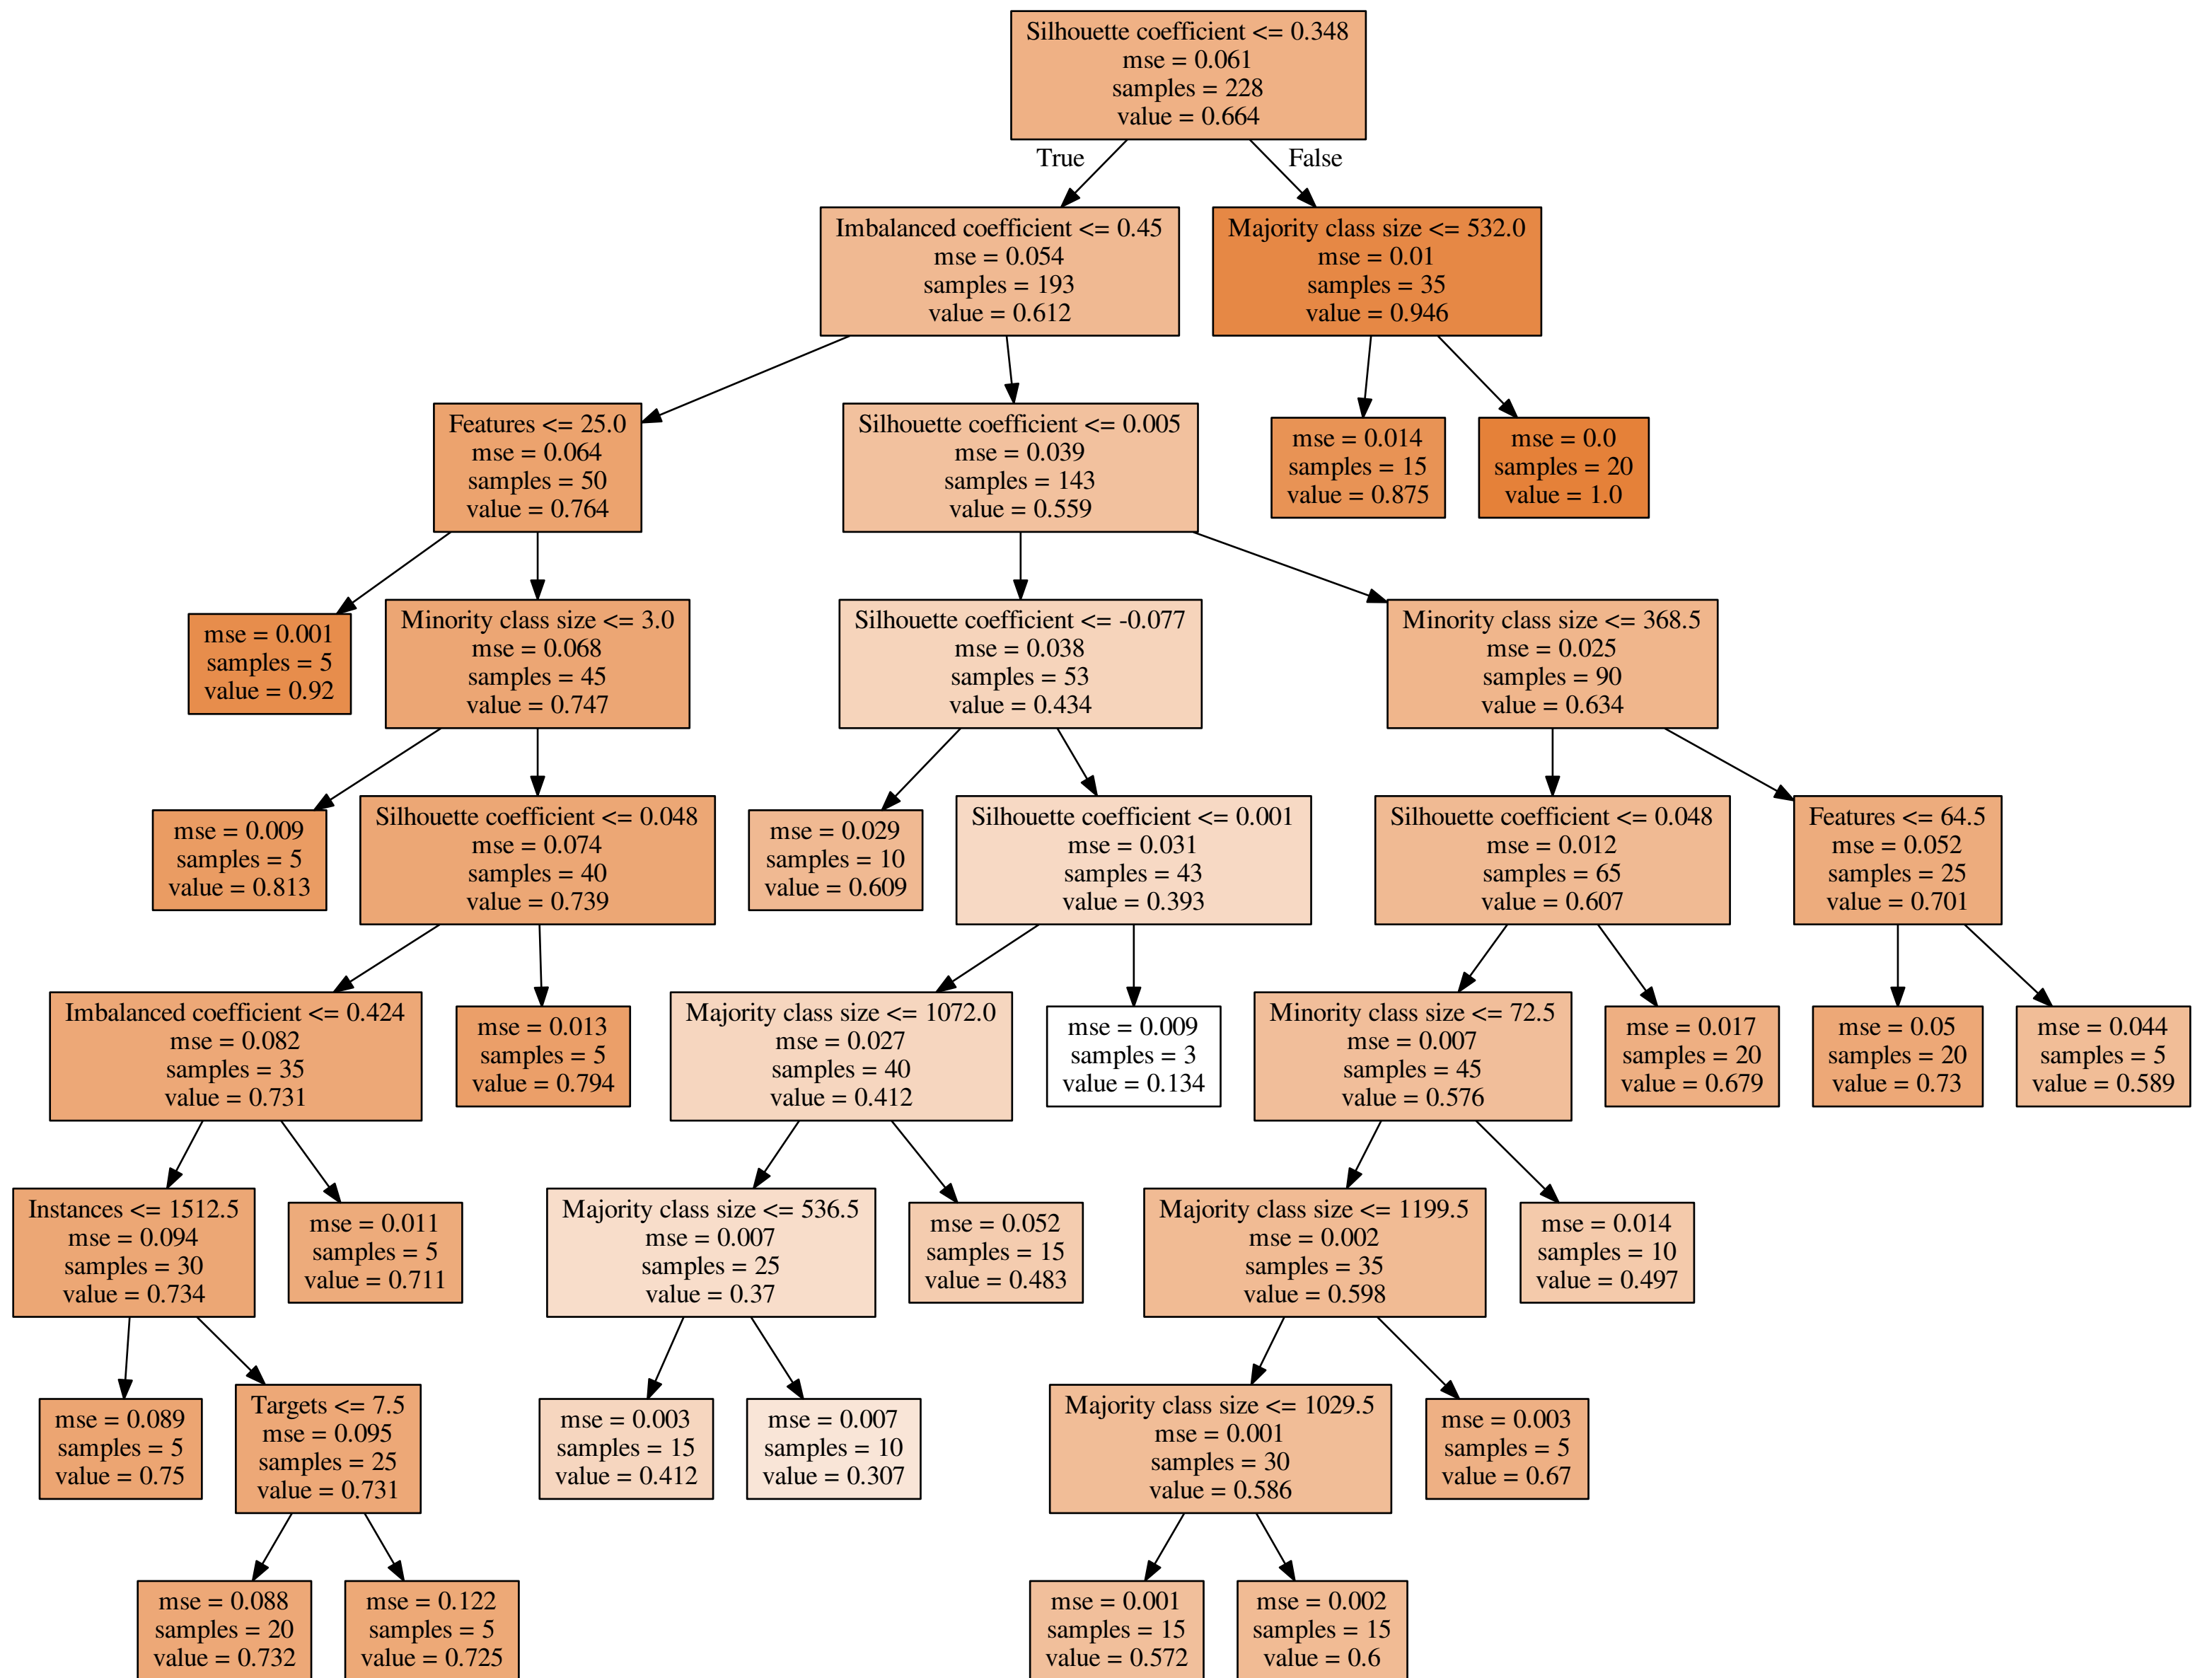 Silhouette coefficient <= 0.348
mse = 0.061
samples = 228
value = 0.664
True
False
Imbalanced coefficient <= 0.45
mse = 0.054
samples = 193
value = 0.612
Majority class size <= 532.0
mse = 0.01
samples = 35
value = 0.946
Features <= 25.0
mse = 0.064
samples = 50
value = 0.764
Silhouette coefficient <= 0.005
mse = 0.039
samples = 143
value = 0.559
mse = 0.014
samples = 15
value = 0.875
mse = 0.0
samples = 20
value = 1.0
mse = 0.001
samples = 5
value = 0.92
Minority class size <= 3.0
mse = 0.068
samples = 45
value = 0.747
Silhouette coefficient <= -0.077
mse = 0.038
samples = 53
value = 0.434
Minority class size <= 368.5
mse = 0.025
samples = 90
value = 0.634
mse = 0.009
samples = 5
value = 0.813
Silhouette coefficient <= 0.048
mse = 0.074
samples = 40
value = 0.739
mse = 0.029
samples = 10
value = 0.609
Silhouette coefficient <= 0.001
mse = 0.031
samples = 43
value = 0.393
Silhouette coefficient <= 0.048
mse = 0.012
samples = 65
value = 0.607
Features <= 64.5
mse = 0.052
samples = 25
value = 0.701
Imbalanced coefficient <= 0.424
mse = 0.082
samples = 35
value = 0.731
mse = 0.013
samples = 5
value = 0.794
Majority class size <= 1072.0
mse = 0.027
samples = 40
value = 0.412
mse = 0.009
samples = 3
value = 0.134
Minority class size <= 72.5
mse = 0.007
samples = 45
value = 0.576
mse = 0.017
samples = 20
value = 0.679
mse = 0.05
samples = 20
value = 0.73
mse = 0.044
samples = 5
value = 0.589
Instances <= 1512.5
mse = 0.094
samples = 30
value = 0.734
mse = 0.011
samples = 5
value = 0.711
Majority class size <= 536.5
mse = 0.007
samples = 25
value = 0.37
mse = 0.052
samples = 15
value = 0.483
Majority class size <= 1199.5
mse = 0.002
samples = 35
value = 0.598
mse = 0.014
samples = 10
value = 0.497
mse = 0.089
samples = 5
value = 0.75
Targets <= 7.5
mse = 0.095
samples = 25
value = 0.731
mse = 0.003
samples = 15
value = 0.412
mse = 0.007
samples = 10
value = 0.307
Majority class size <= 1029.5
mse = 0.001
samples = 30
value = 0.586
mse = 0.003
samples = 5
value = 0.67
mse = 0.088
samples = 20
value = 0.732
mse = 0.122
samples = 5
value = 0.725
mse = 0.001
samples = 15
value = 0.572
mse = 0.002
samples = 15
value = 0.6